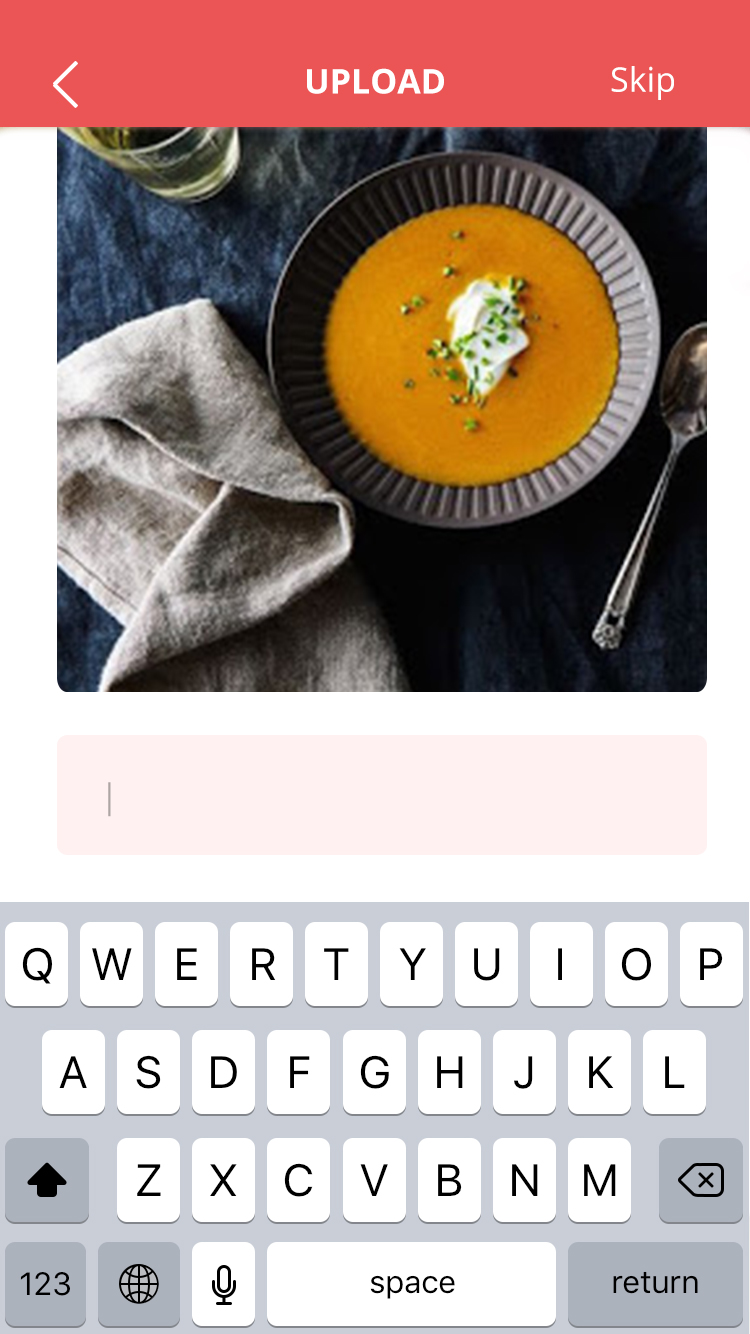 UPLOAD Skip
Q W E R T Y U I O P
A S D F G H J K L
Z X C V B N M
123 space return